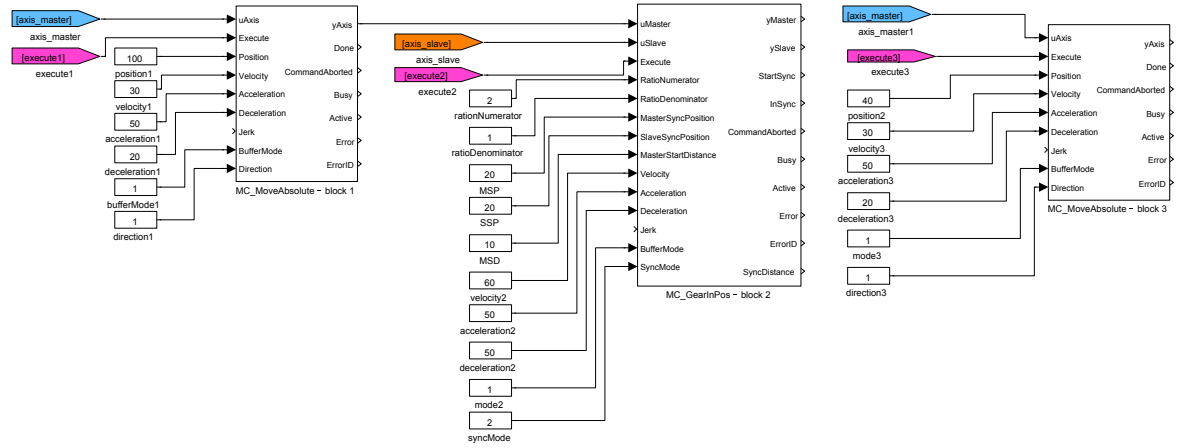 [axis_master]
axis_master
[execute1]
execute1
100
position1
30
velocity1
50
acceleration1
20
deceleration1
1
bufferMode1
1
direction1
uAxis
Execute
Position
Velocity
Acceleration
Deceleration
Jerk
BufferMode
Direction
yAxis
Done
CommandAborted
Busy
Active
Error
ErrorID
MC_MoveAbsolute − block 1
[axis_slave]
axis_slave
[execute2]
execute2
2
rationNumerator
1
ratioDenominator
20
MSP
20
SSP
10
MSD
60
velocity2
50
acceleration2
50
deceleration2
1
mode2
2
syncMode
uMaster
uSlave
Execute
RatioNumerator
RatioDenominator
MasterSyncPosition
SlaveSyncPosition
MasterStartDistance
Velocity
Acceleration
Deceleration
Jerk
BufferMode
SyncMode
yMaster
ySlave
StartSync
InSync
CommandAborted
Busy
Active
Error
ErrorID
SyncDistance
MC_GearInPos − block 2
[axis_master]
axis_master1
[execute3]
execute3
40
position2
30
velocity3
50
acceleration3
20
deceleration3
1
mode3
1
direction3
uAxis
Execute
Position
Velocity
Acceleration
Deceleration
Jerk
BufferMode
Direction
yAxis
Done
CommandAborted
Busy
Active
Error
ErrorID
MC_MoveAbsolute − block 3